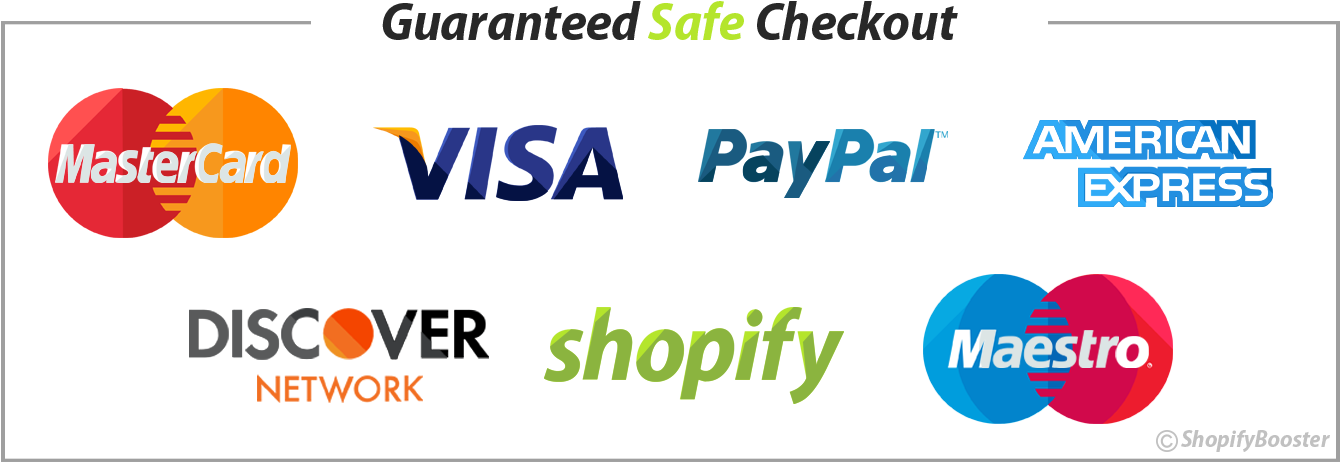 Guaranteed Safe Checkout
MasterCard
VISA
PayPal™
AMERICAN
EXPRESS
DISCOVER
NETWORK
shopify
Maestro®
© ShopifyBooster